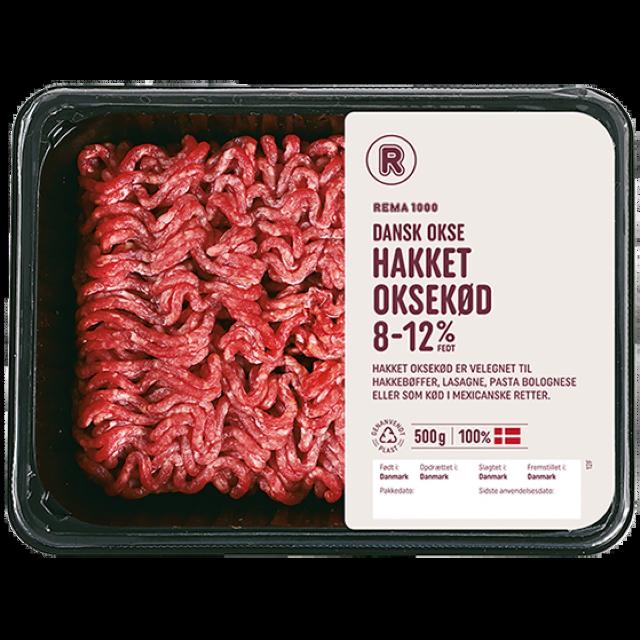 R
REMA 1000
DANSK OKSE
HAKKET
OKSEKØD
8-12%
FEDT
HAKKET OKSEKØD ER VELEGNET TIL
HAKKEBØFFER, LASAGNE, PASTA BOLOGNESE
ELLER SOM KØD I MEXICANSKE RETTER.
GENANVENDT
PLAST
500g 100%
Født i: Opdrættet i: Slagtet i: Fremstillet i:
Danmark Danmark Danmark Danmark
Pakkedato: Sidste anvendelsesdato: